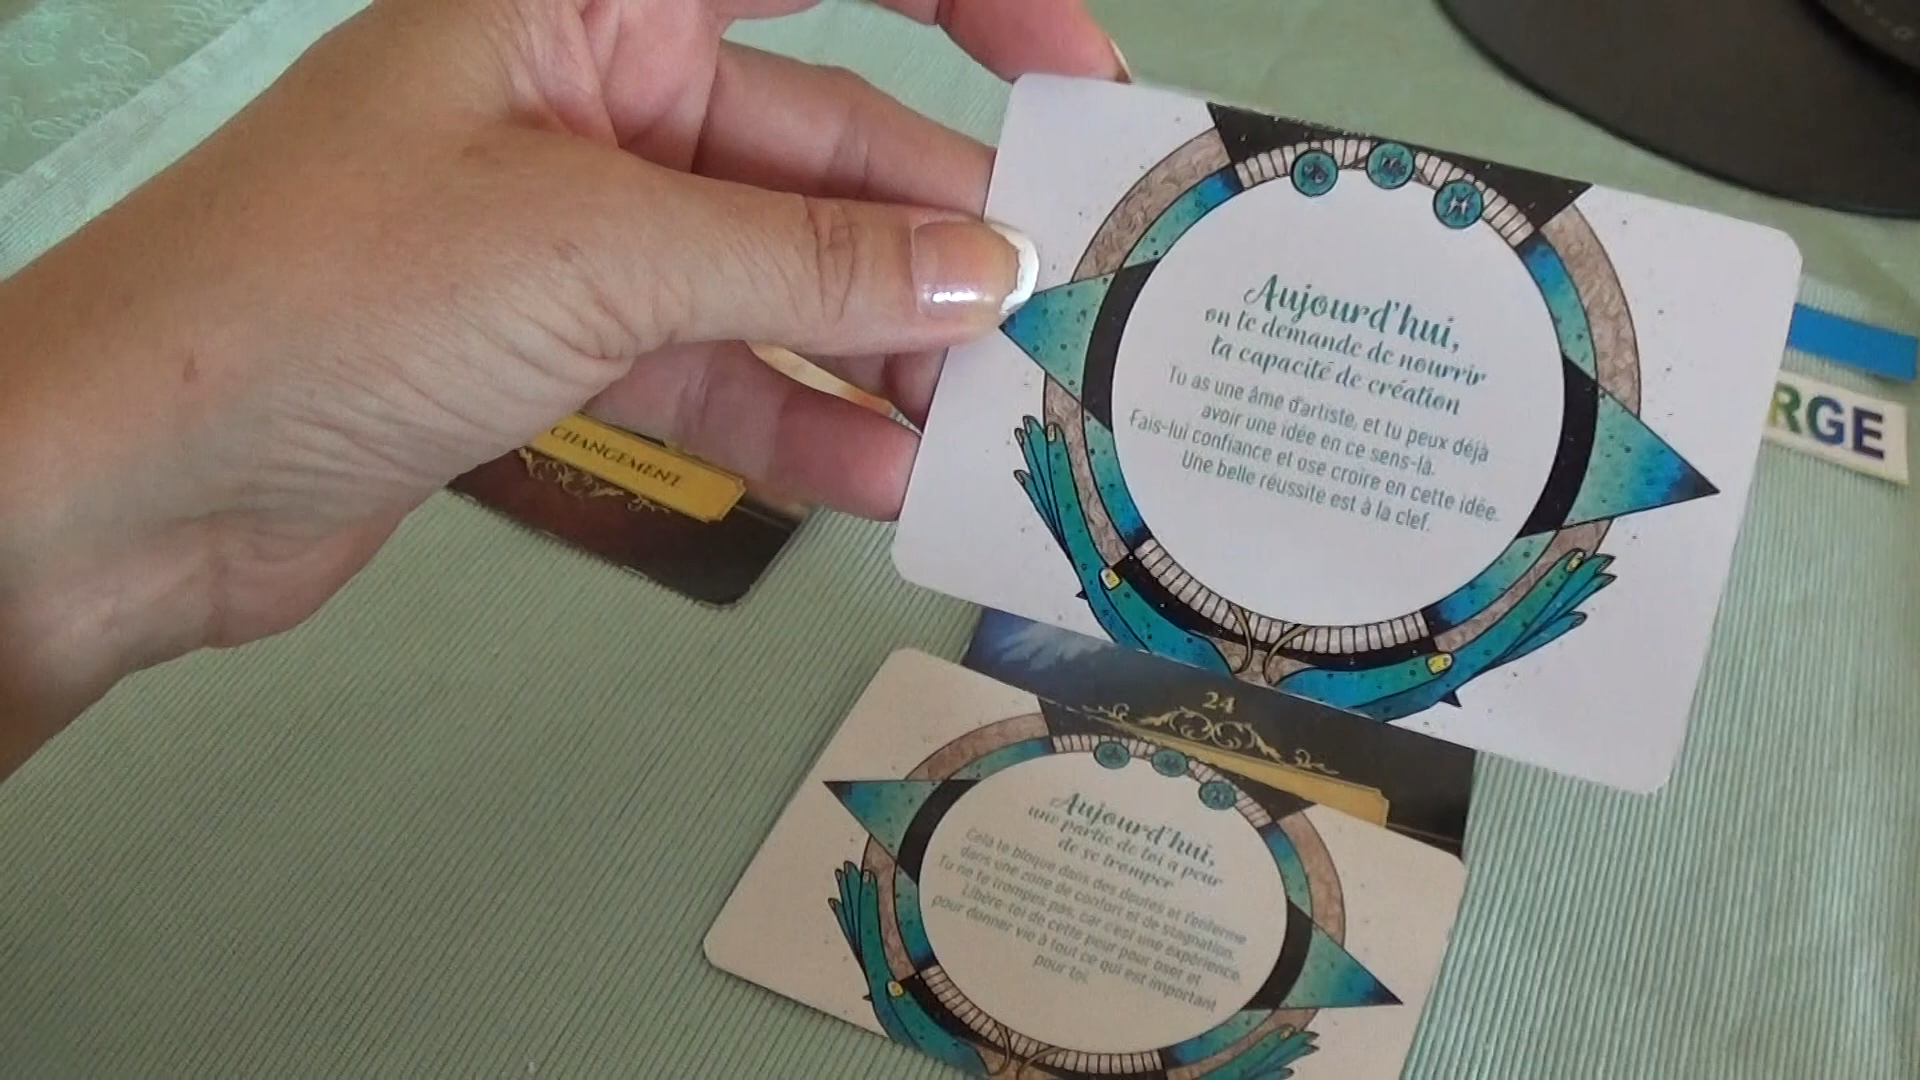 Aujourd'hui,
on te demande de nourrir
ta capacité de création
Tu as une âme d'artiste, et tu peux déjà
avoir une idée en ce sens-là.
Fais-lui confiance et ose croire en cette idée.
Une belle réussite est à la clef.
RGE
CHANGEMENT
24
Aujourd'hui,
une partie de toi a peur
de se tromper
Cela te bloque dans des doutes et t'enferme
dans une zone de confort et de stagnation.
Tu ne te trompes pas, car c'est une expérience.
Libère-toi de cette peur pour oser et
pour donner vie à tout ce qui est important
pour toi.